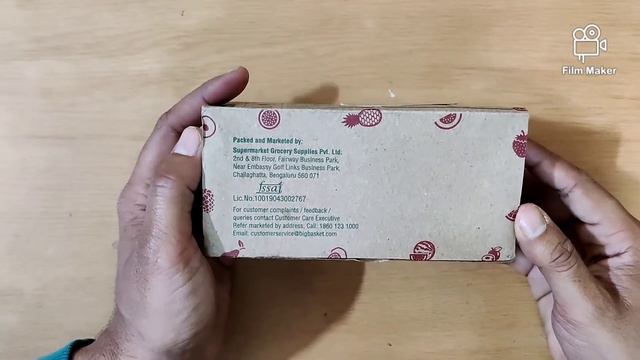 Film Maker
Packed and Marketed by:
Supermarket Grocery Supplies Pvt. Ltd.
2nd & 8th Floor, Fairway Business Park,
Near Embassy Golf Links Business Park,
Challaghatta, Bengaluru 560 071
fssai
Lic.No.10019043002767
For customer complaints / feedback /
queries contact Customer Care Executive
Refer marketed by address; Call: 1860 123 1000
Email: customerservice@bigbasket.com